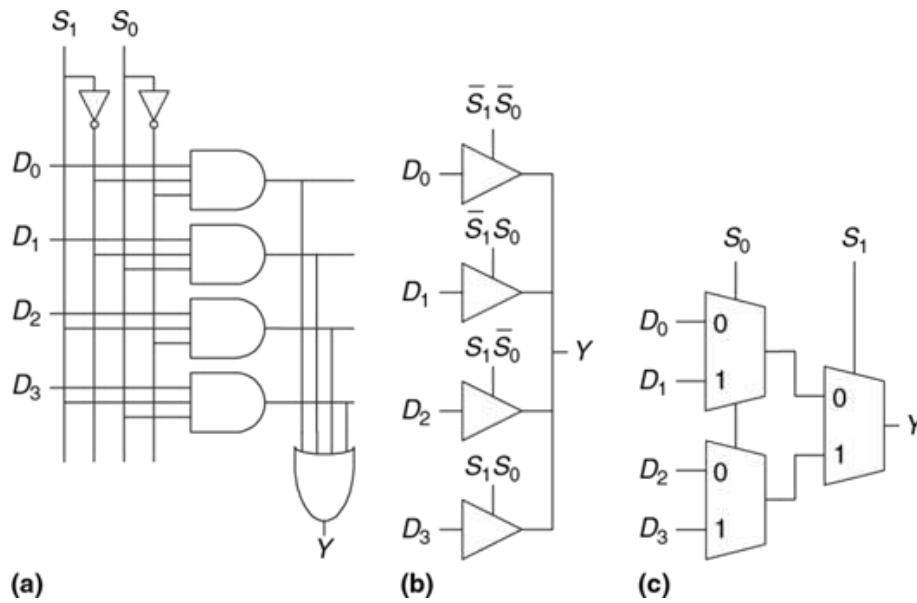 S₁ S₀
D₀
D₁
D₂
D₃
Y
(a)
S̅₁S̅₀
D₀
S̅₁S₀
D₁
S₁S̅₀
Y
D₂
S₁S₀
D₃
(b)
S₀ S₁
D₀ 0
D₁ 1
0
Y
D₂ 0
1
D₃ 1
(c)